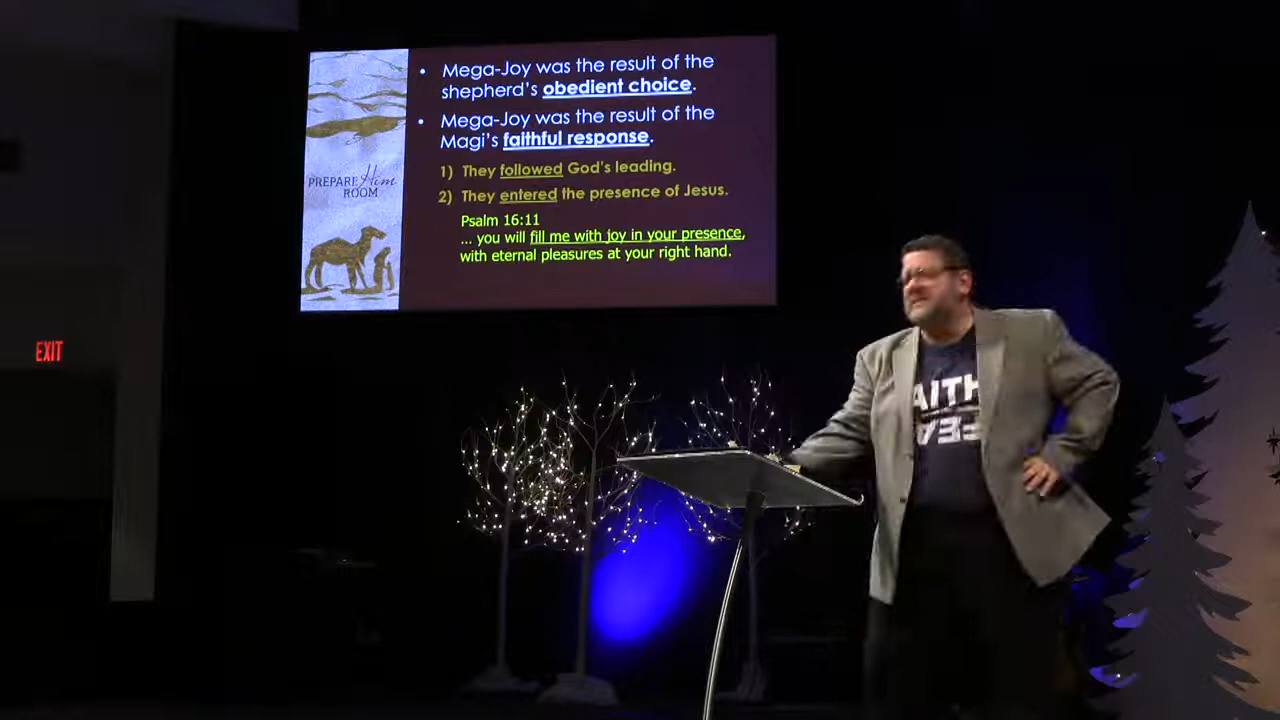 • Mega-Joy was the result of the
shepherd's obedient choice.
• Mega-Joy was the result of the
Magi's faithful response.
1) They followed God's leading.
2) They entered the presence of Jesus.
Psalm 16:11
... you will fill me with joy in your presence,
with eternal pleasures at your right hand.
PREPARE Him
ROOM
EXIT
AITH